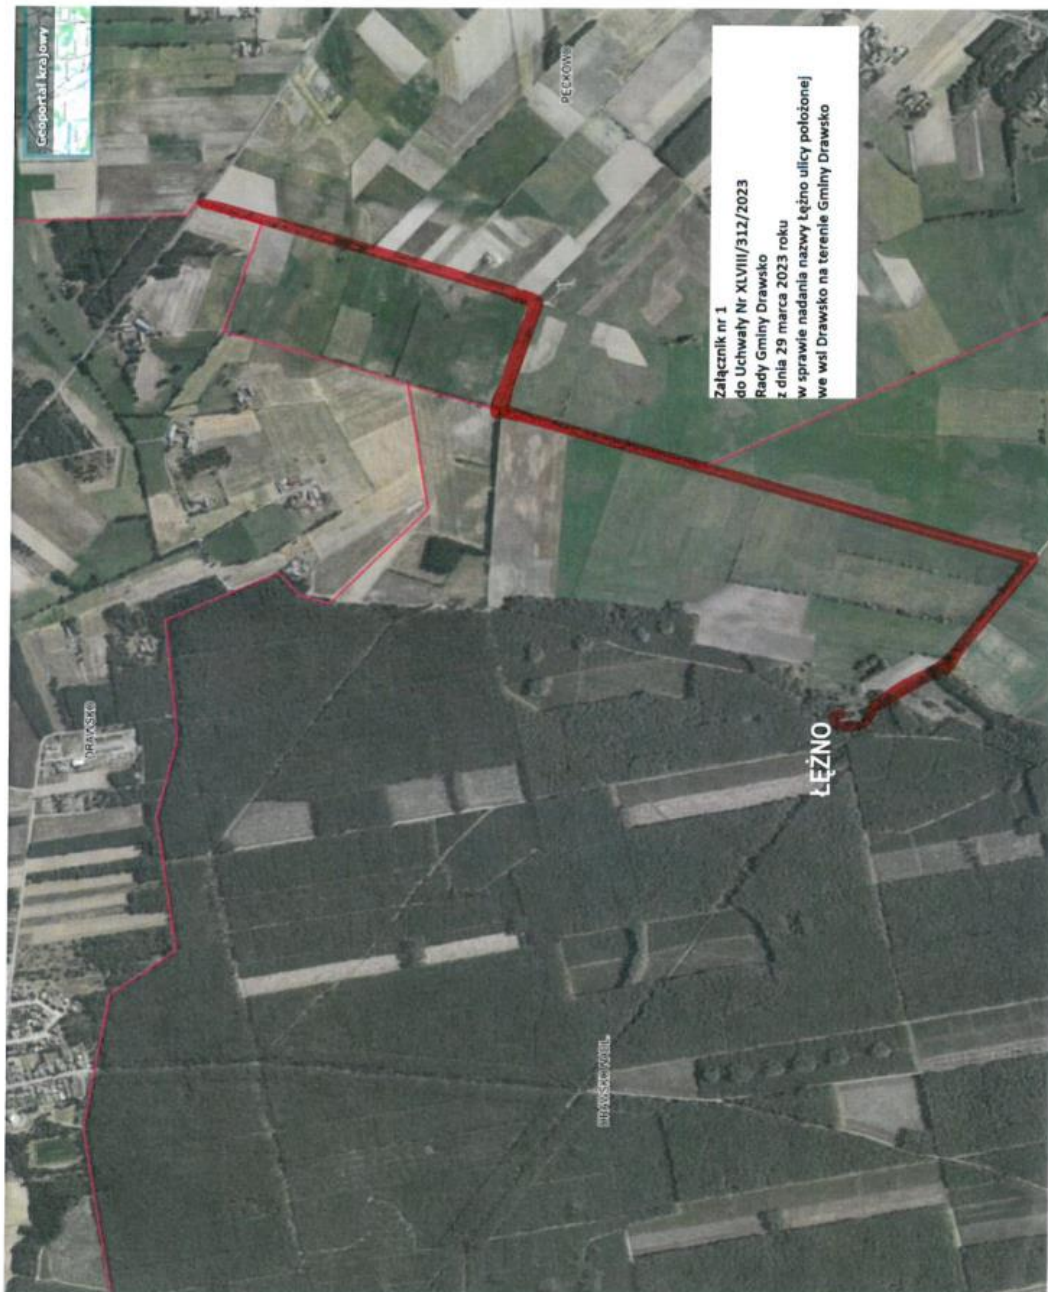 Geoportal krajowy
PĘCKOWO
Załącznik nr 1
do Uchwały Nr XLVIII/312/2023
Rady Gminy Drawsko
z dnia 29 marca 2023 roku
w sprawie nadania nazwy Łężno ulicy położonej
we wsi Drawsko na terenie Gminy Drawsko
DRAWSKO
ŁĘŻNO